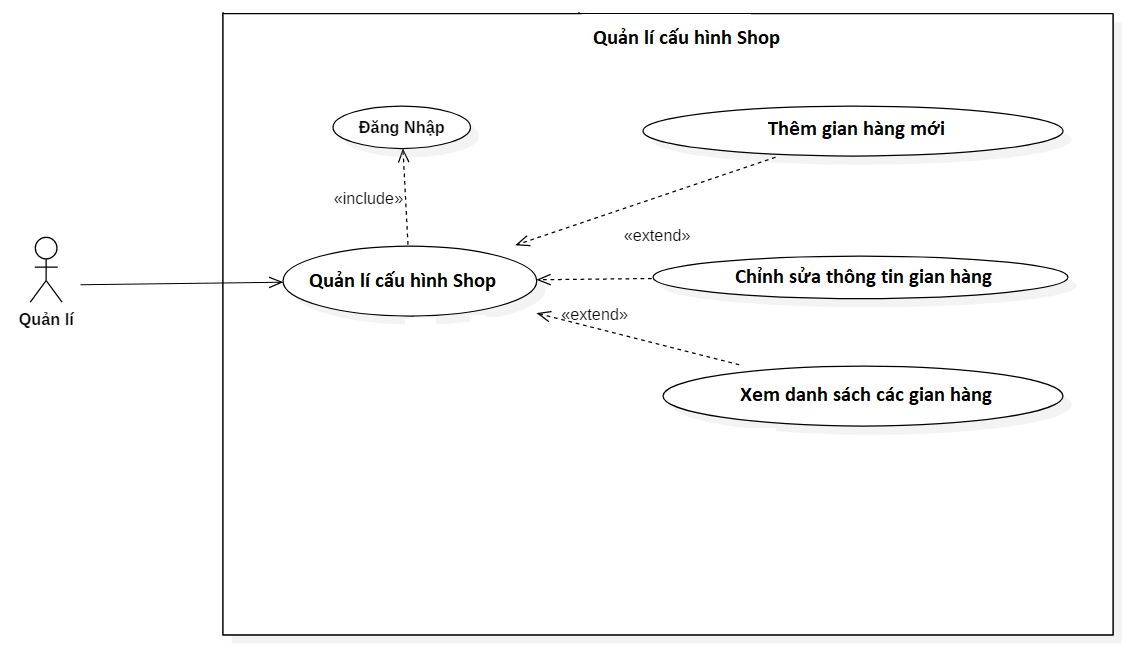 Quản lí cấu hình Shop
Đăng Nhập
Thêm gian hàng mới
«include»
«extend»
Quản lí cấu hình Shop
Chỉnh sửa thông tin gian hàng
Quản lí
«extend»
Xem danh sách các gian hàng